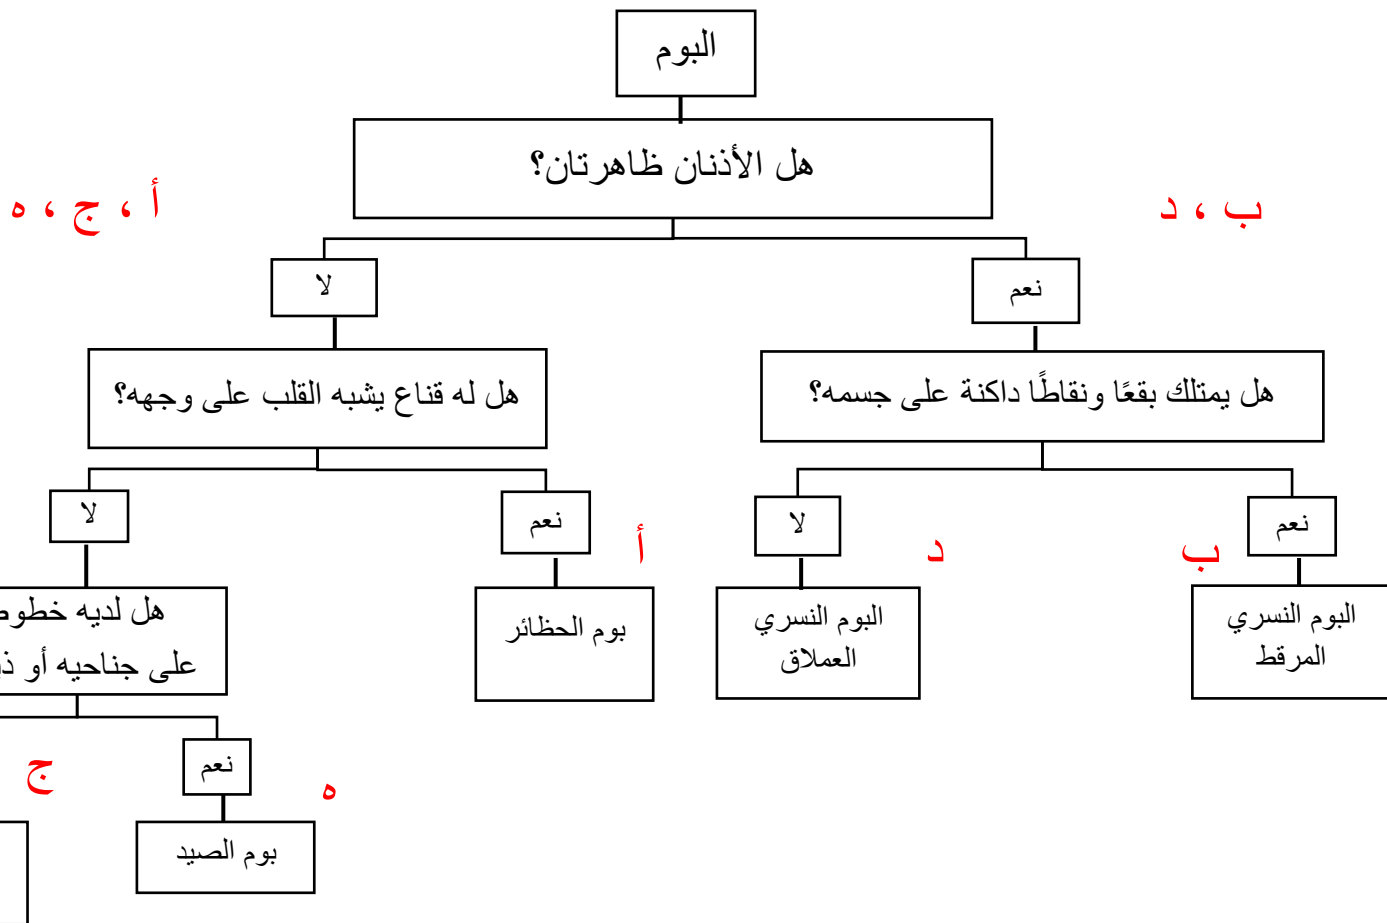 البوم
هل الأذنان ظاهرتان؟
ب ، د
أ ، ج ، ه
نعم
لا
هل يمتلك بقعًا ونقاطًا داكنة على جسمه؟
هل له قناع يشبه القلب على وجهه؟
نعم
لا
نعم
لا
ب
د
أ
البوم النسري
المرقط
البوم النسري
العملاق
بوم الحظائر
هل لديه
على جناحيه أو
نعم
ه
ج
بوم الصيد